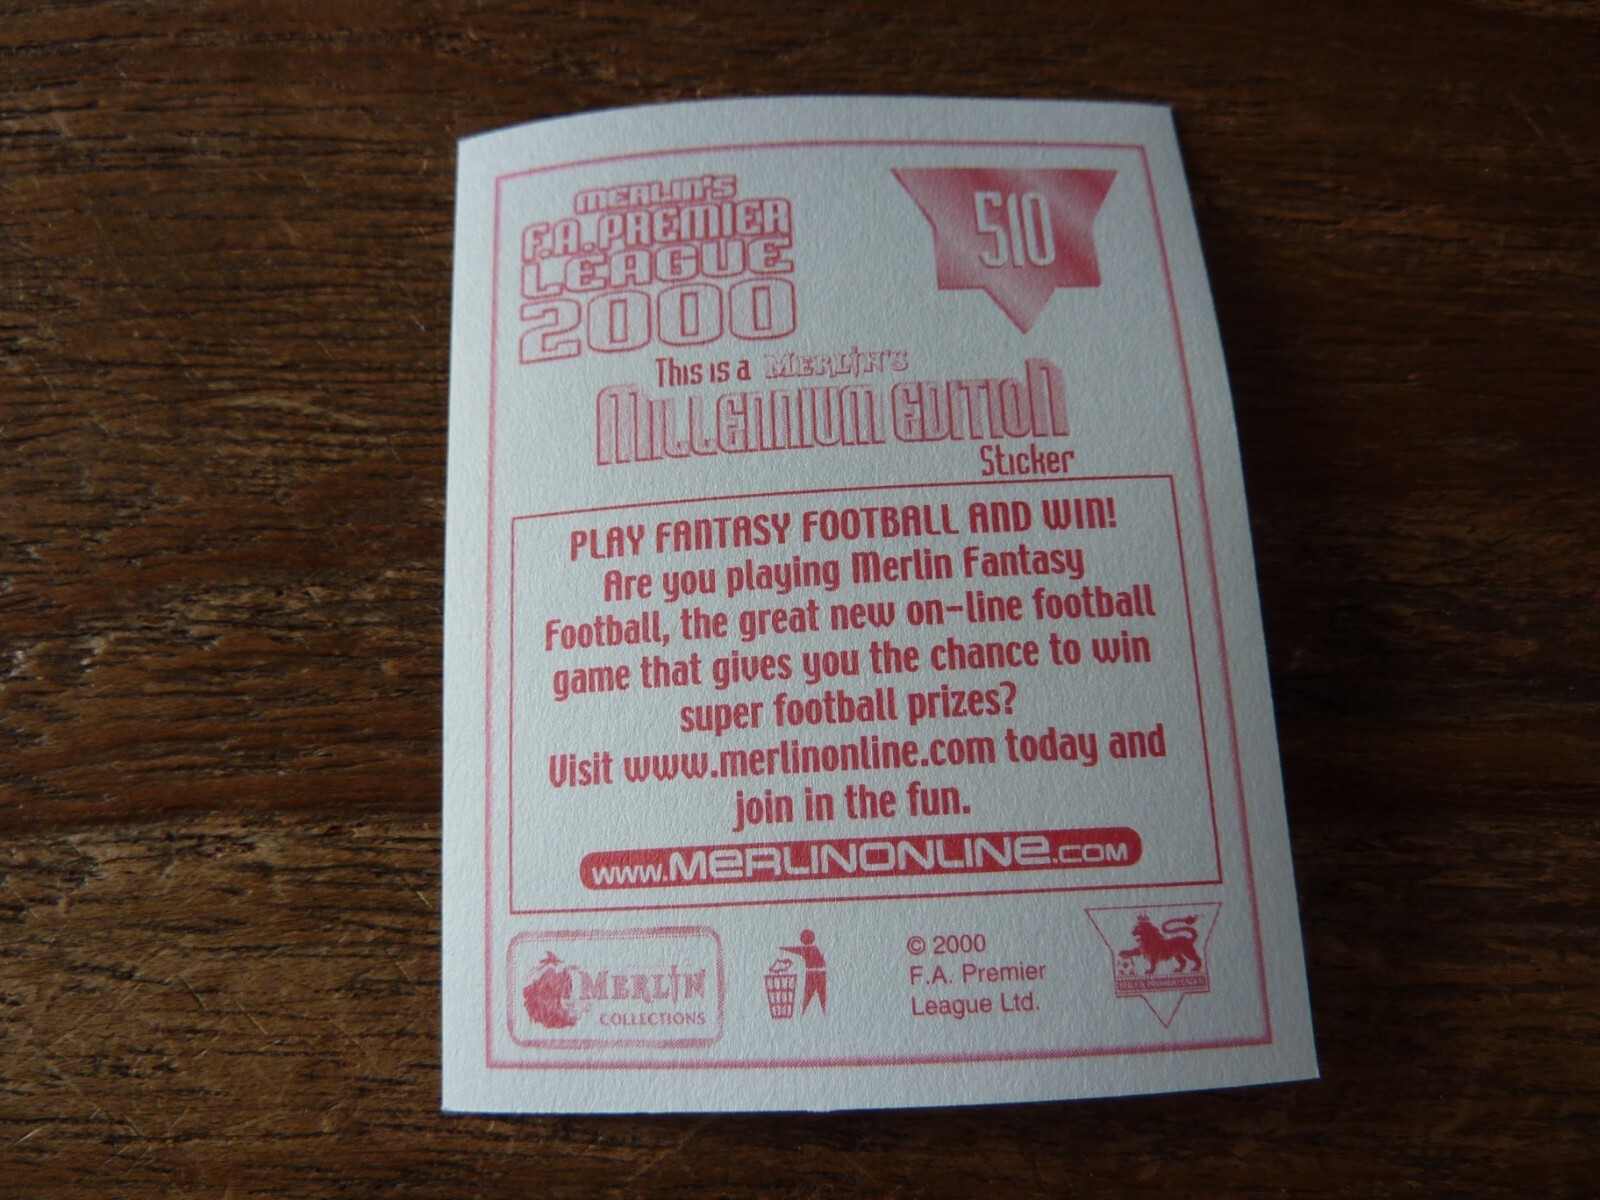 MERLIN'S
F.A. PREMIER
LEAGUE
2000
510
This is a MERLIN'S
MILLENNIUM EDITION
Sticker
PLAY FANTASY FOOTBALL AND WIN!
Are you playing Merlin Fantasy
Football, the great new on-line football
game that gives you the chance to win
super football prizes?
Visit www.merlinonline.com today and
join in the fun.
www.MERLINONLINE.COM
MERLIN
COLLECTIONS
© 2000
F.A. Premier
League Ltd.